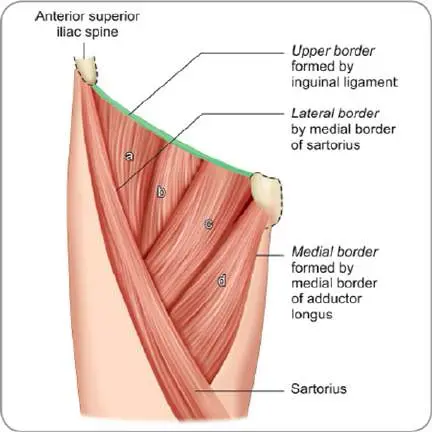 Anterior superior
iliac spine
Upper border
formed by
inguinal ligament
Lateral border
by medial border
of sartorius
a
b
c
d
Medial border
formed by
medial border
of adductor
longus
Sartorius